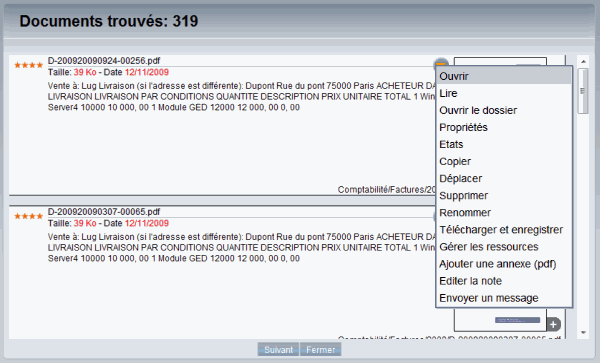 Documents trouvés: 319
D-200920090924-00256.pdf
Taille: 39 Ko - Date 12/11/2009
Vente à: Lug Livraison (si l'adresse est différente): Dupont Rue du pont 75000 Paris ACHETEUR DA
LIVRAISON LIVRAISON PAR CONDITIONS QUANTITE DESCRIPTION PRIX UNITAIRE TOTAL 1 Win
Server4 10000 10 000, 00 1 Module GED 12000 12 000, 00 0, 00
Comptabilité/Factures/20
D-200920090307-00065.pdf
Taille: 39 Ko - Date 12/11/2009
Vente à: Lug Livraison (si l'adresse est différente): Dupont Rue du pont 75000 Paris ACHETEUR DA
LIVRAISON LIVRAISON PAR CONDITIONS QUANTITE DESCRIPTION PRIX UNITAIRE TOTAL 1 Win
Server4 10000 10 000, 00 1 Module GED 12000 12 000, 00 0, 00
Ouvrir
Lire
Ouvrir le dossier
Propriétés
Etats
Copier
Déplacer
Supprimer
Renommer
Télécharger et enregistrer
Gérer les ressources
Ajouter une annexe (pdf)
Editer la note
Envoyer un message
Suivant Fermer